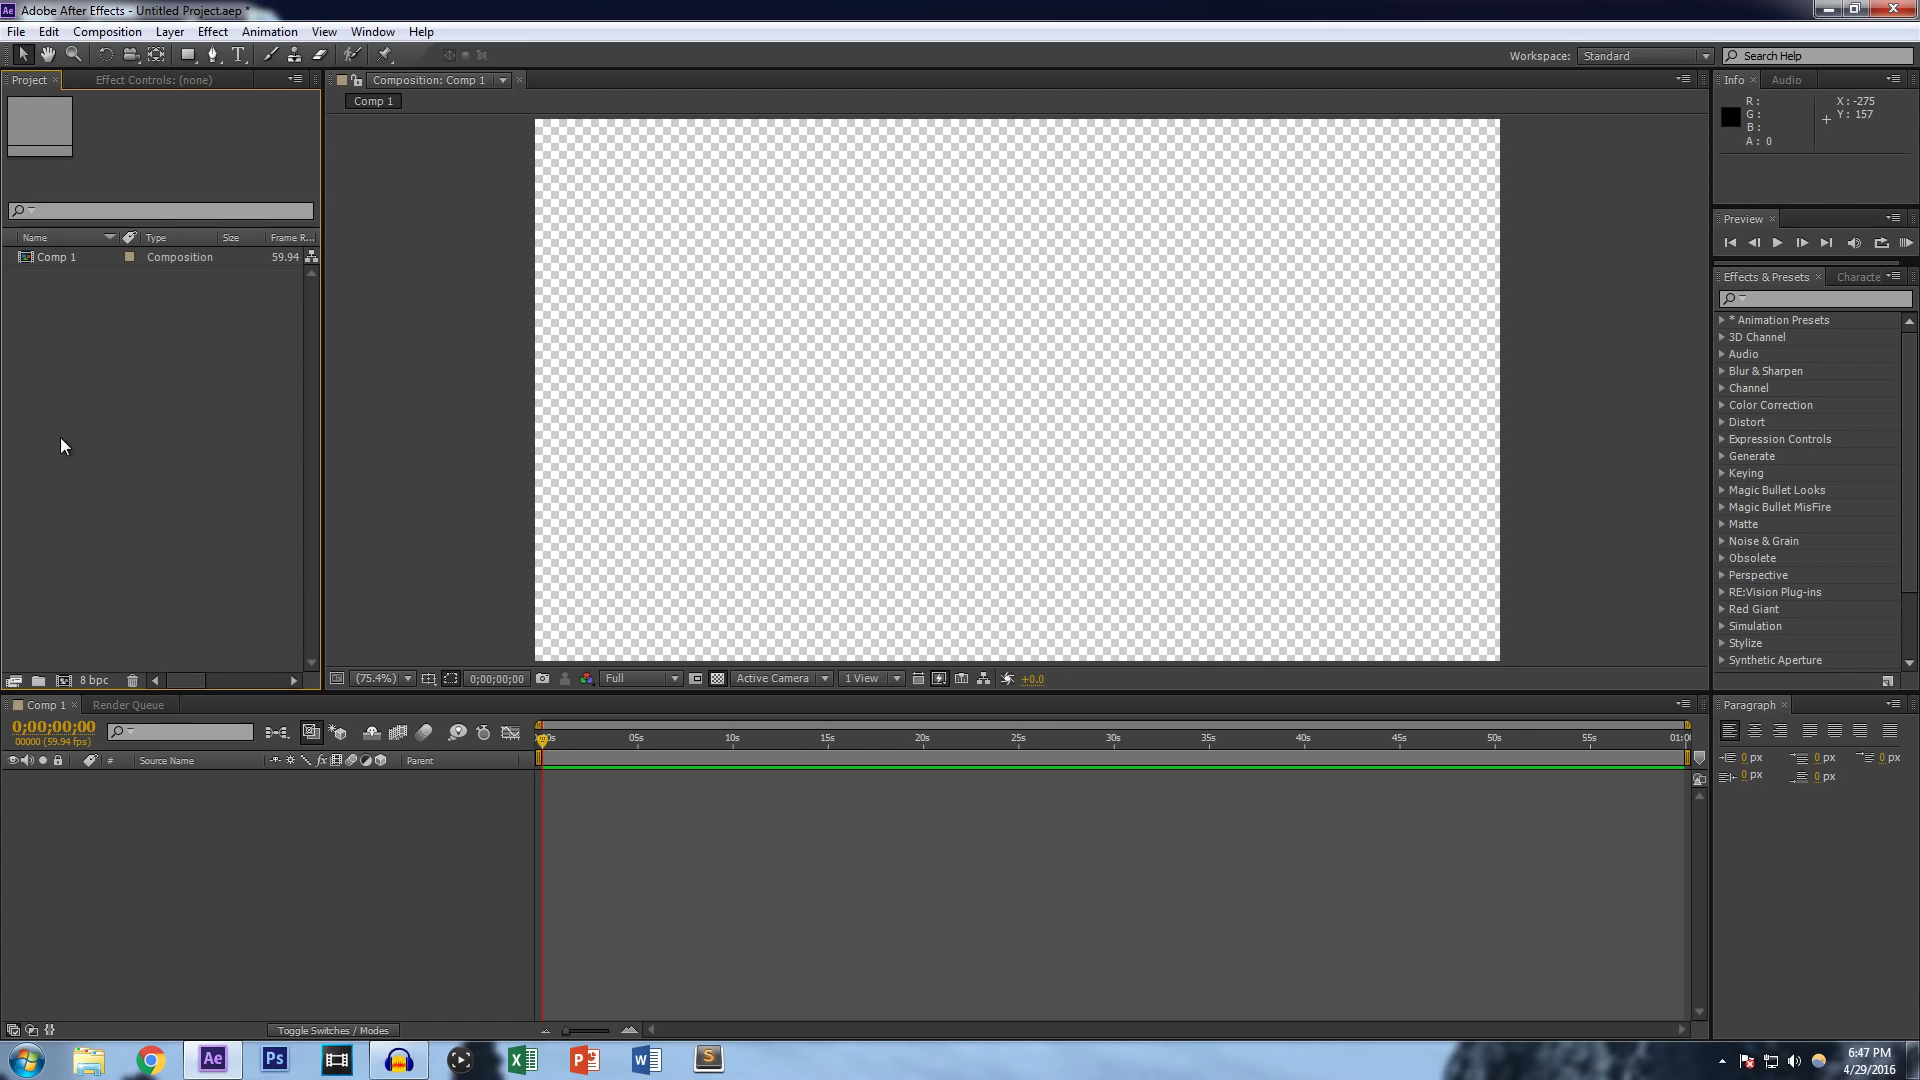 Ae Adobe After Effects - Untitled Project.aep *
File Edit Composition Layer Effect Animation View Window Help
T Workspace: Standard Search Help
Project Effect Controls: (none)
Composition: Comp 1
Comp 1
Info Audio
R :
G :
B :
A : 0
X : -275
Y : 157
Preview
Name Type Size Frame R...
Comp 1 Composition 59.94
Effects & Presets Characte
* Animation Presets
3D Channel
Audio
Blur & Sharpen
Channel
Color Correction
Distort
Expression Controls
Generate
Keying
Magic Bullet Looks
Magic Bullet MisFire
Matte
Noise & Grain
Obsolete
Perspective
RE:Vision Plug-ins
Red Giant
Simulation
Stylize
Synthetic Aperture
8 bpc
(75.4%) 0;00;00;00 Full Active Camera 1 View +0.0
Comp 1 Render Queue
0;00;00;00
00000 (59.94 fps)
# Source Name fx Parent
05s 10s 15s 20s 25s 30s 35s 40s 45s 50s 55s 01:0
Paragraph
0 px 0 px 0 px
0 px 0 px
Toggle Switches / Modes
Ae Ps X P W S
6:47 PM
4/29/2016